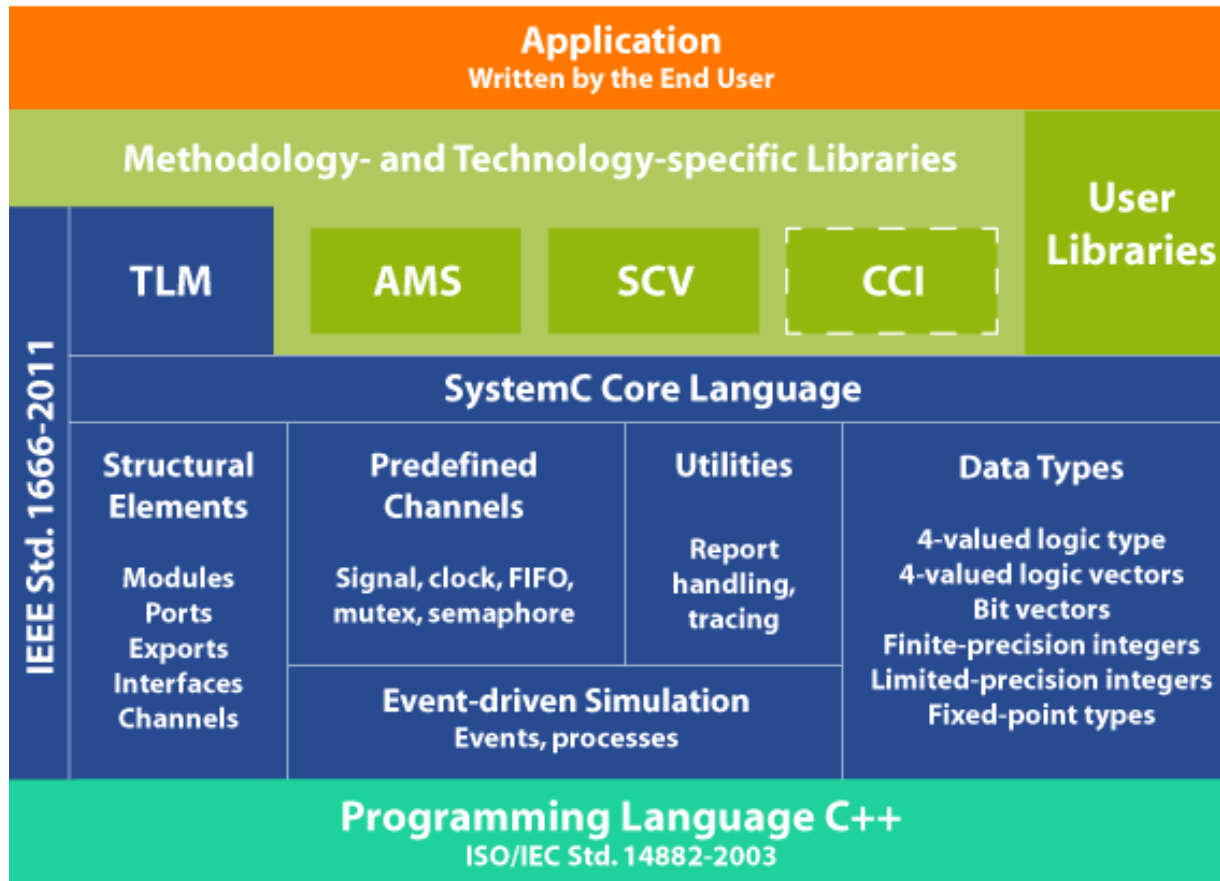 Application
Written by the End User
Methodology- and Technology-specific Libraries
User
Libraries
TLM
AMS
SCV
CCI
IEEE Std. 1666-2011
SystemC Core Language
Structural
Elements
Modules
Ports
Exports
Interfaces
Channels
Predefined
Channels
Signal, clock, FIFO,
mutex, semaphore
Utilities
Report
handling,
tracing
Data Types
4-valued logic type
4-valued logic vectors
Bit vectors
Finite-precision integers
Limited-precision integers
Fixed-point types
Event-driven Simulation
Events, processes
Programming Language C++
ISO/IEC Std. 14882-2003